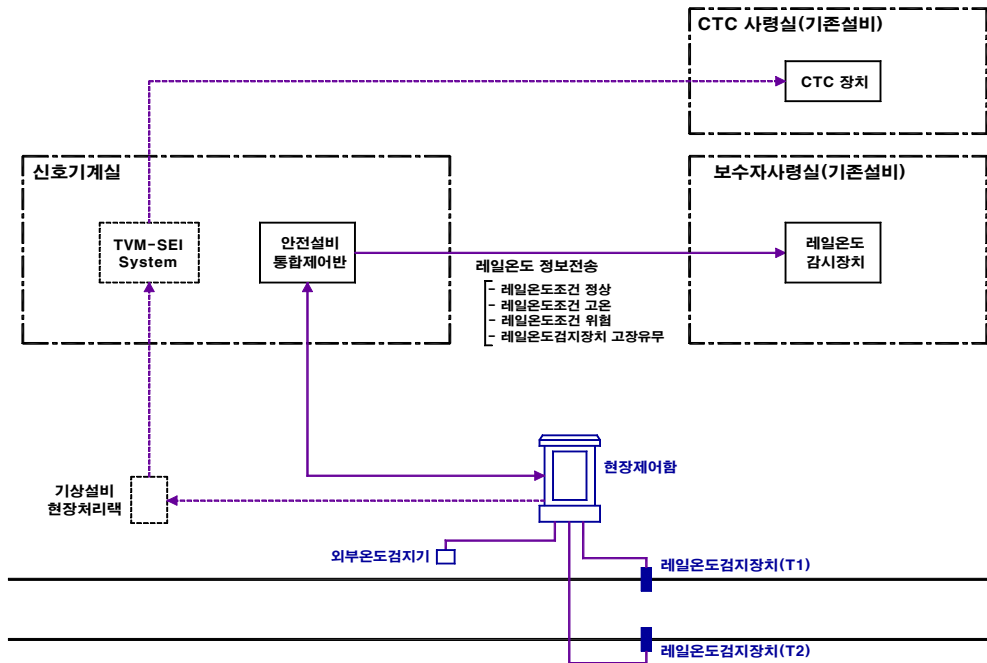 CTC 사령실(기존설비)
CTC 장치
신호기계실
보수자사령실(기존설비)
TVM-SEI
System
안전설비
통합제어반
레일온도
감시장치
레일온도 정보전송
- 레일온도조건 정상
- 레일온도조건 고온
- 레일온도조건 위험
- 레일온도검지장치 고장유무
현장제어함
기상설비
현장처리랙
외부온도검지기
레일온도검지장치(T1)
레일온도검지장치(T2)